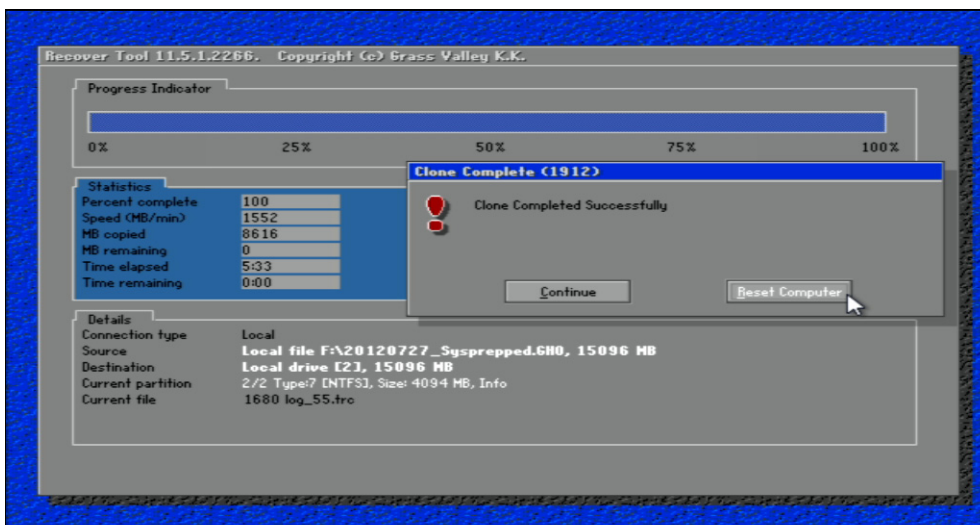 Recover Tool 11.5.1.2266. Copyright (c) Grass Valley K.K.
Progress Indicator
0% 25% 50% 75% 100%
Clone Complete (1912)
Clone Completed Successfully
Continue Reset Computer
Statistics
Percent complete 100
Speed (MB/min) 1552
MB copied 8616
MB remaining 0
Time elapsed 5:33
Time remaining 0:00
Details
Connection type Local
Source Local file F:\20120727_Sysprepped.GHO, 15096 MB
Destination Local drive [2], 15096 MB
Current partition 2/2 Type:7 [NTFS], Size: 4094 MB, Info
Current file 1680 log_55.trc